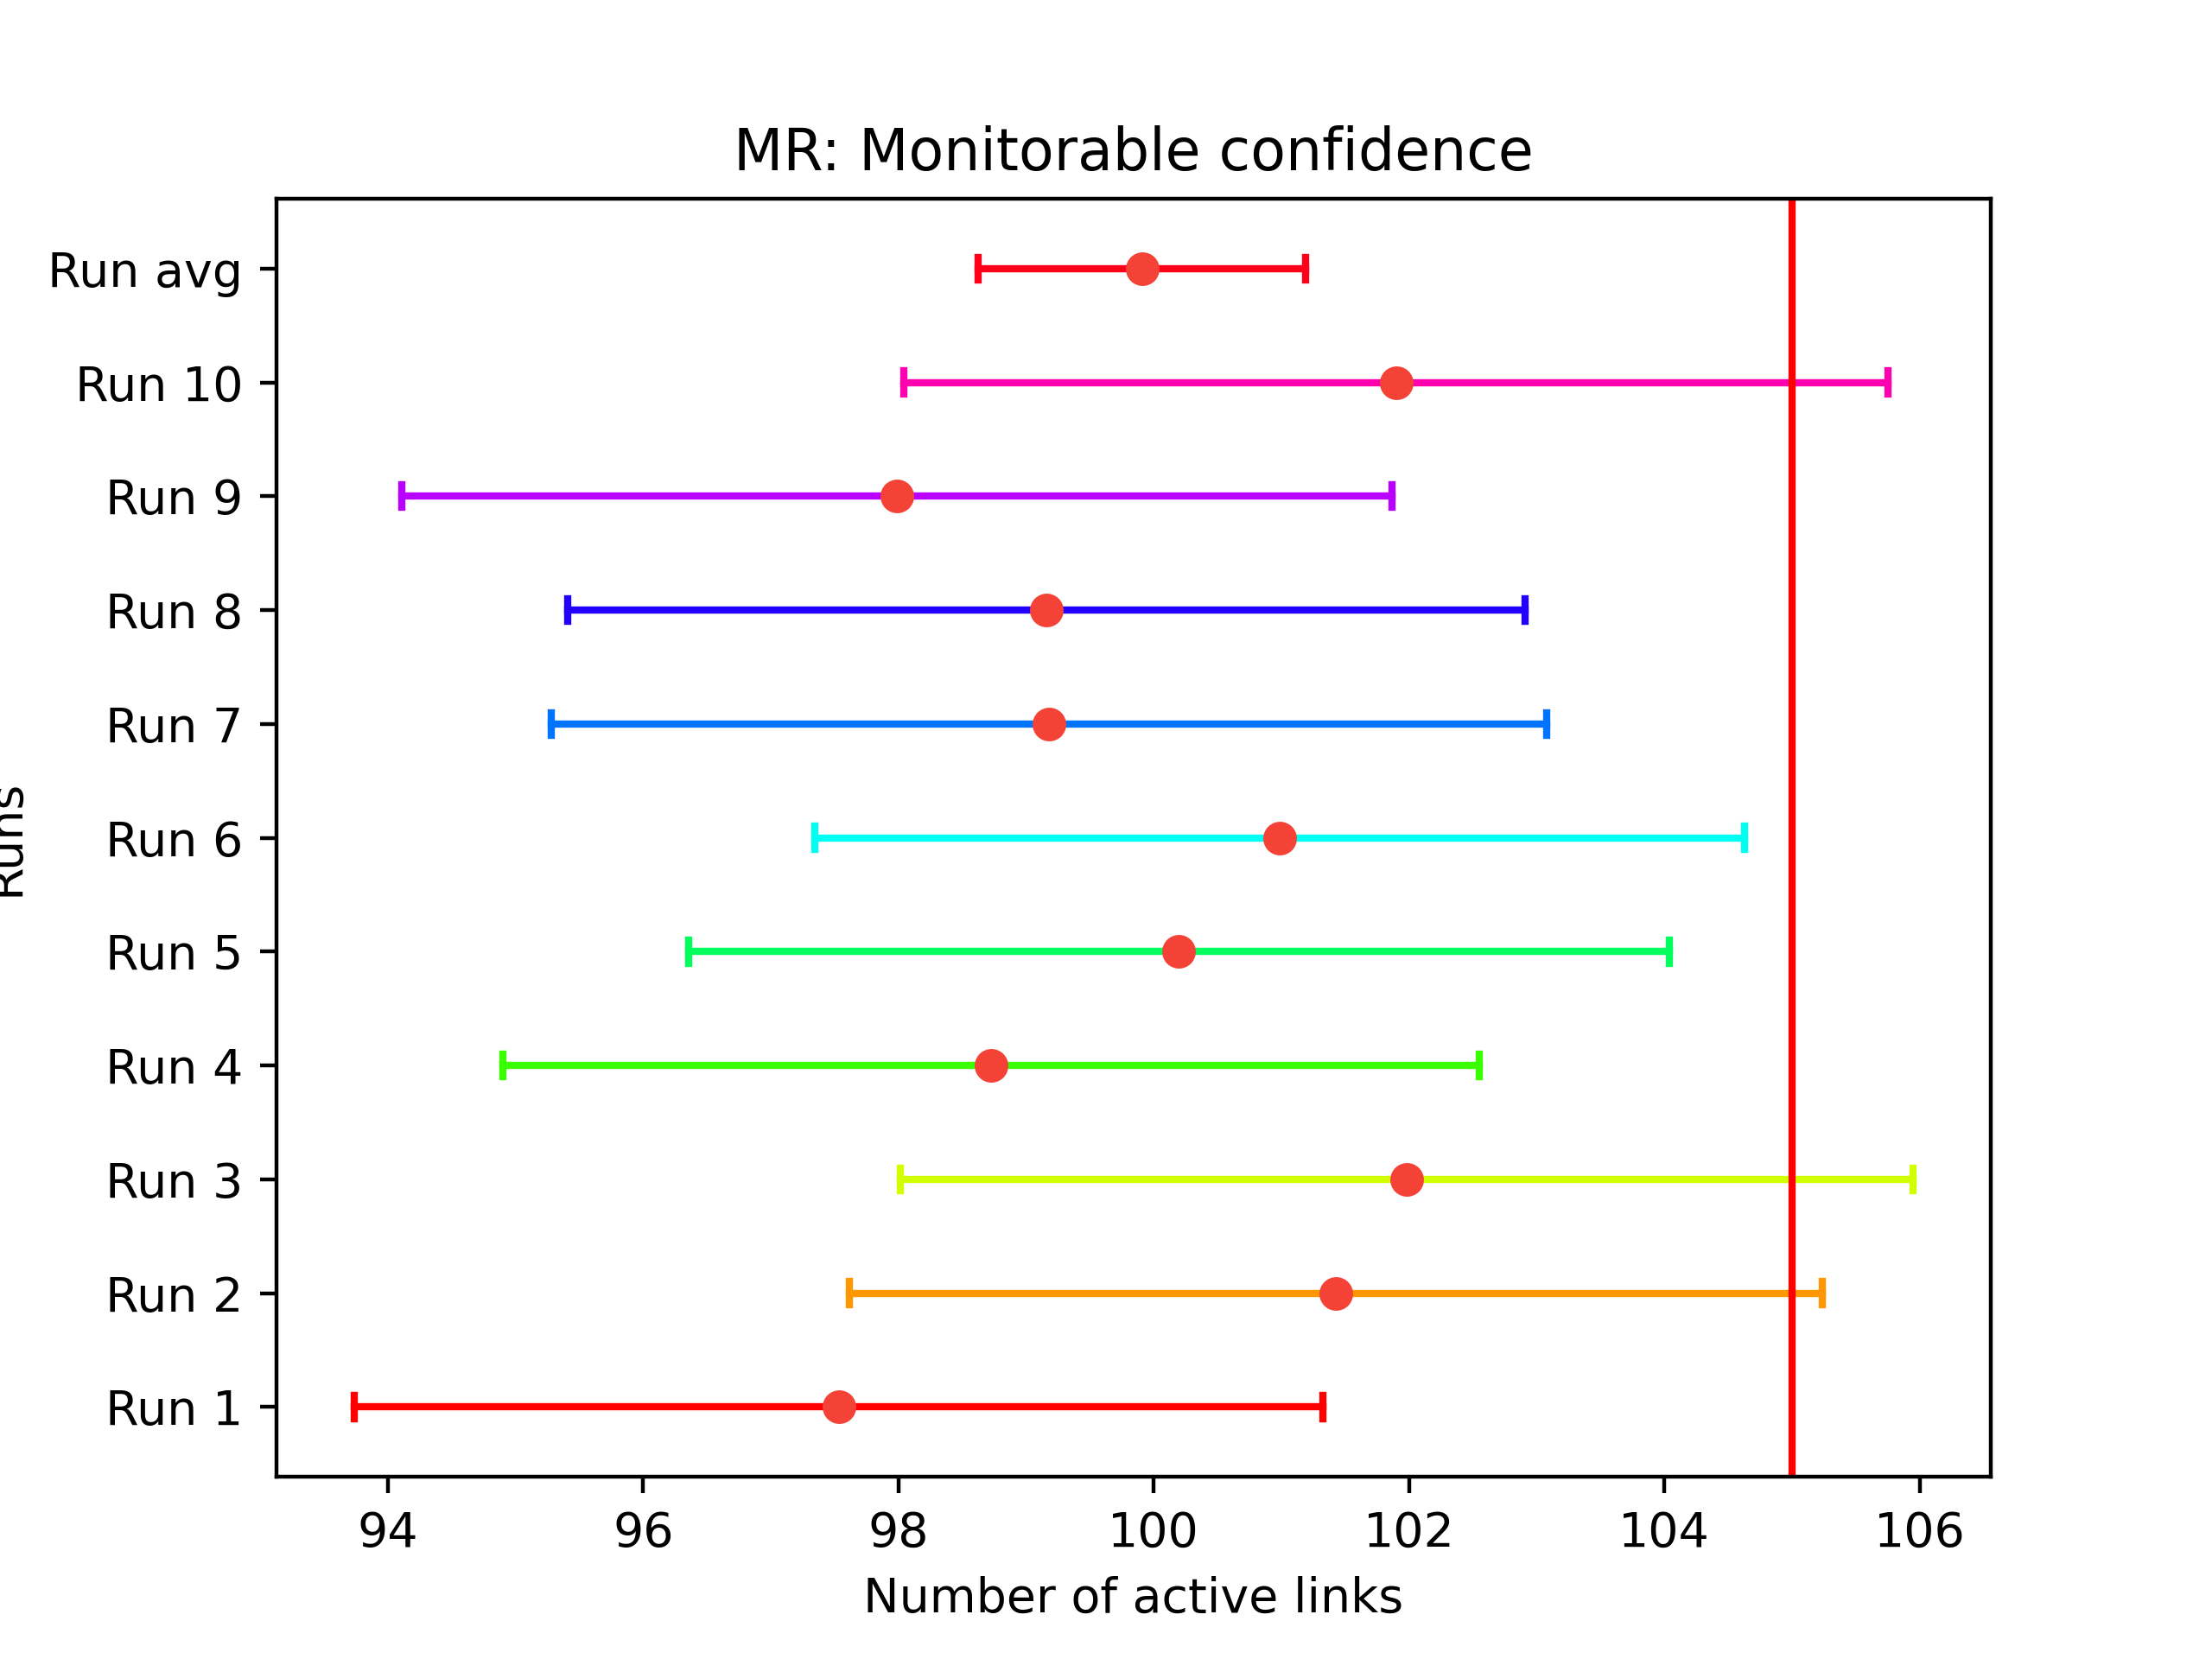 MR: Monitorable confidence
Run avg
Run 10
Run 9
Run 8
Run 7
Run 6
Run 5
Run 4
Run 3
Run 2
Run 1
Runs
94 96 98 100 102 104 106
Number of active links